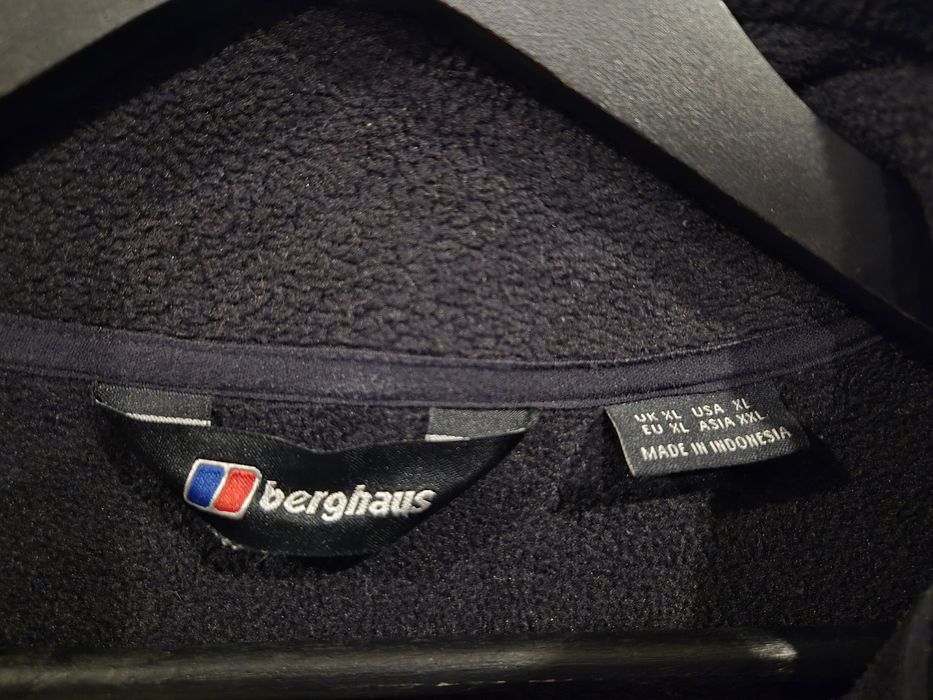 berghaus
UK XL USA XL
EU XL ASIA XXL
MADE IN INDONESIA